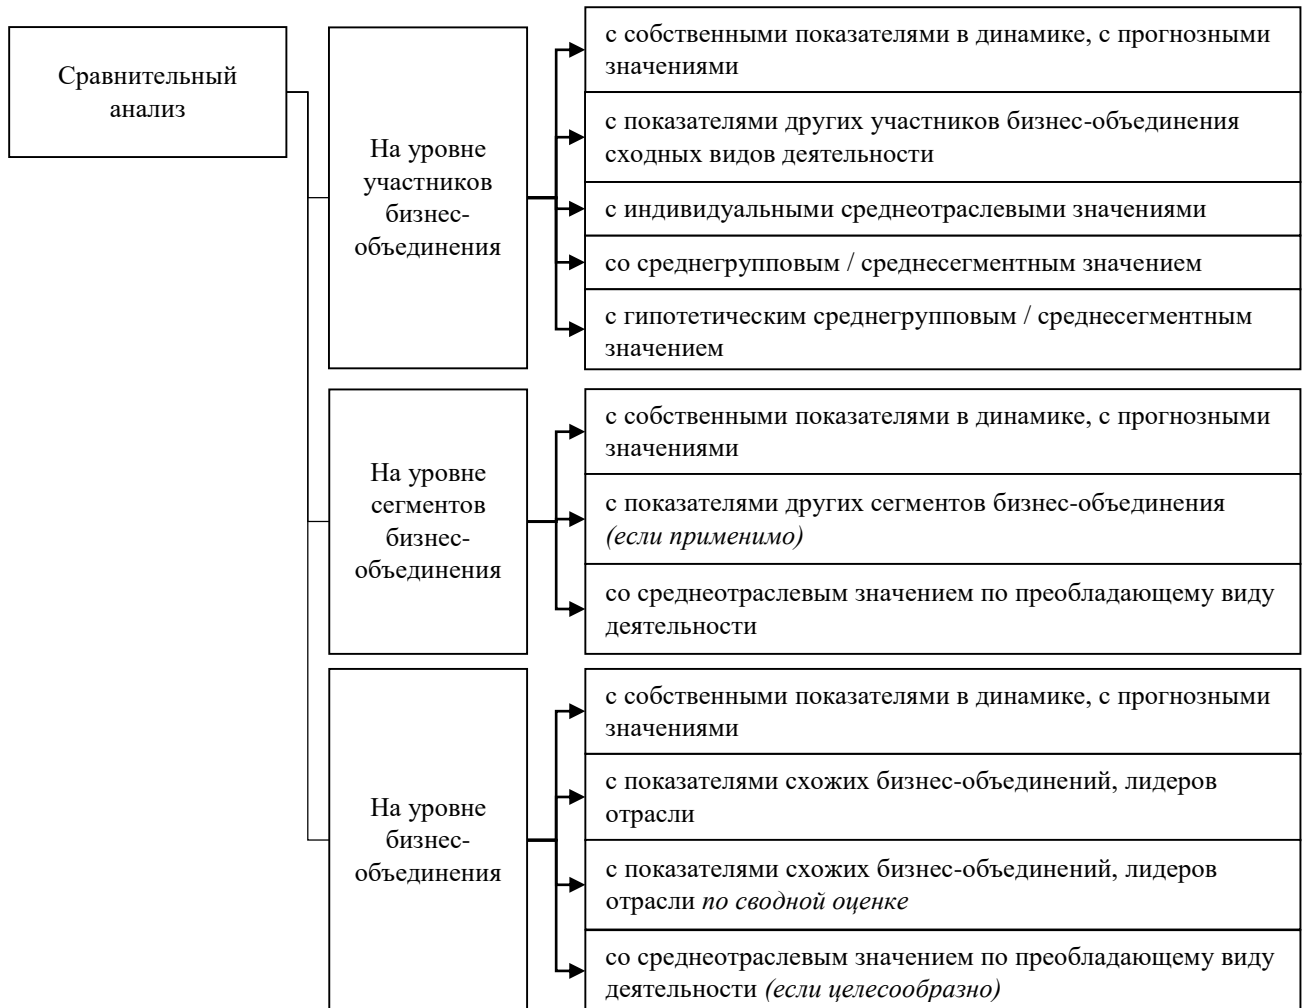 Сравнительный
анализ
На уровне
участников
бизнес-
объединения
с собственными показателями в динамике, с прогнозными
значениями
с показателями других участников бизнес-объединения
сходных видов деятельности
с индивидуальными среднеотраслевыми значениями
со среднегрупповым / среднесегментным значением
с гипотетическим среднегрупповым / среднесегментным
значением
На уровне
сегментов
бизнес-
объединения
с собственными показателями в динамике, с прогнозными
значениями
с показателями других сегментов бизнес-объединения
(если применимо)
со среднеотраслевым значением по преобладающему виду
деятельности
На уровне
бизнес-
объединения
с собственными показателями в динамике, с прогнозными
значениями
с показателями схожих бизнес-объединений, лидеров
отрасли
с показателями схожих бизнес-объединений, лидеров
отрасли по сводной оценке
со среднеотраслевым значением по преобладающему виду
деятельности (если целесообразно)